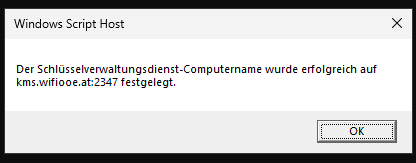 Windows Script Host
Der Schlüsselverwaltungsdienst-Computername wurde erfolgreich auf
kms.wifiooe.at:2347 festgelegt.
OK